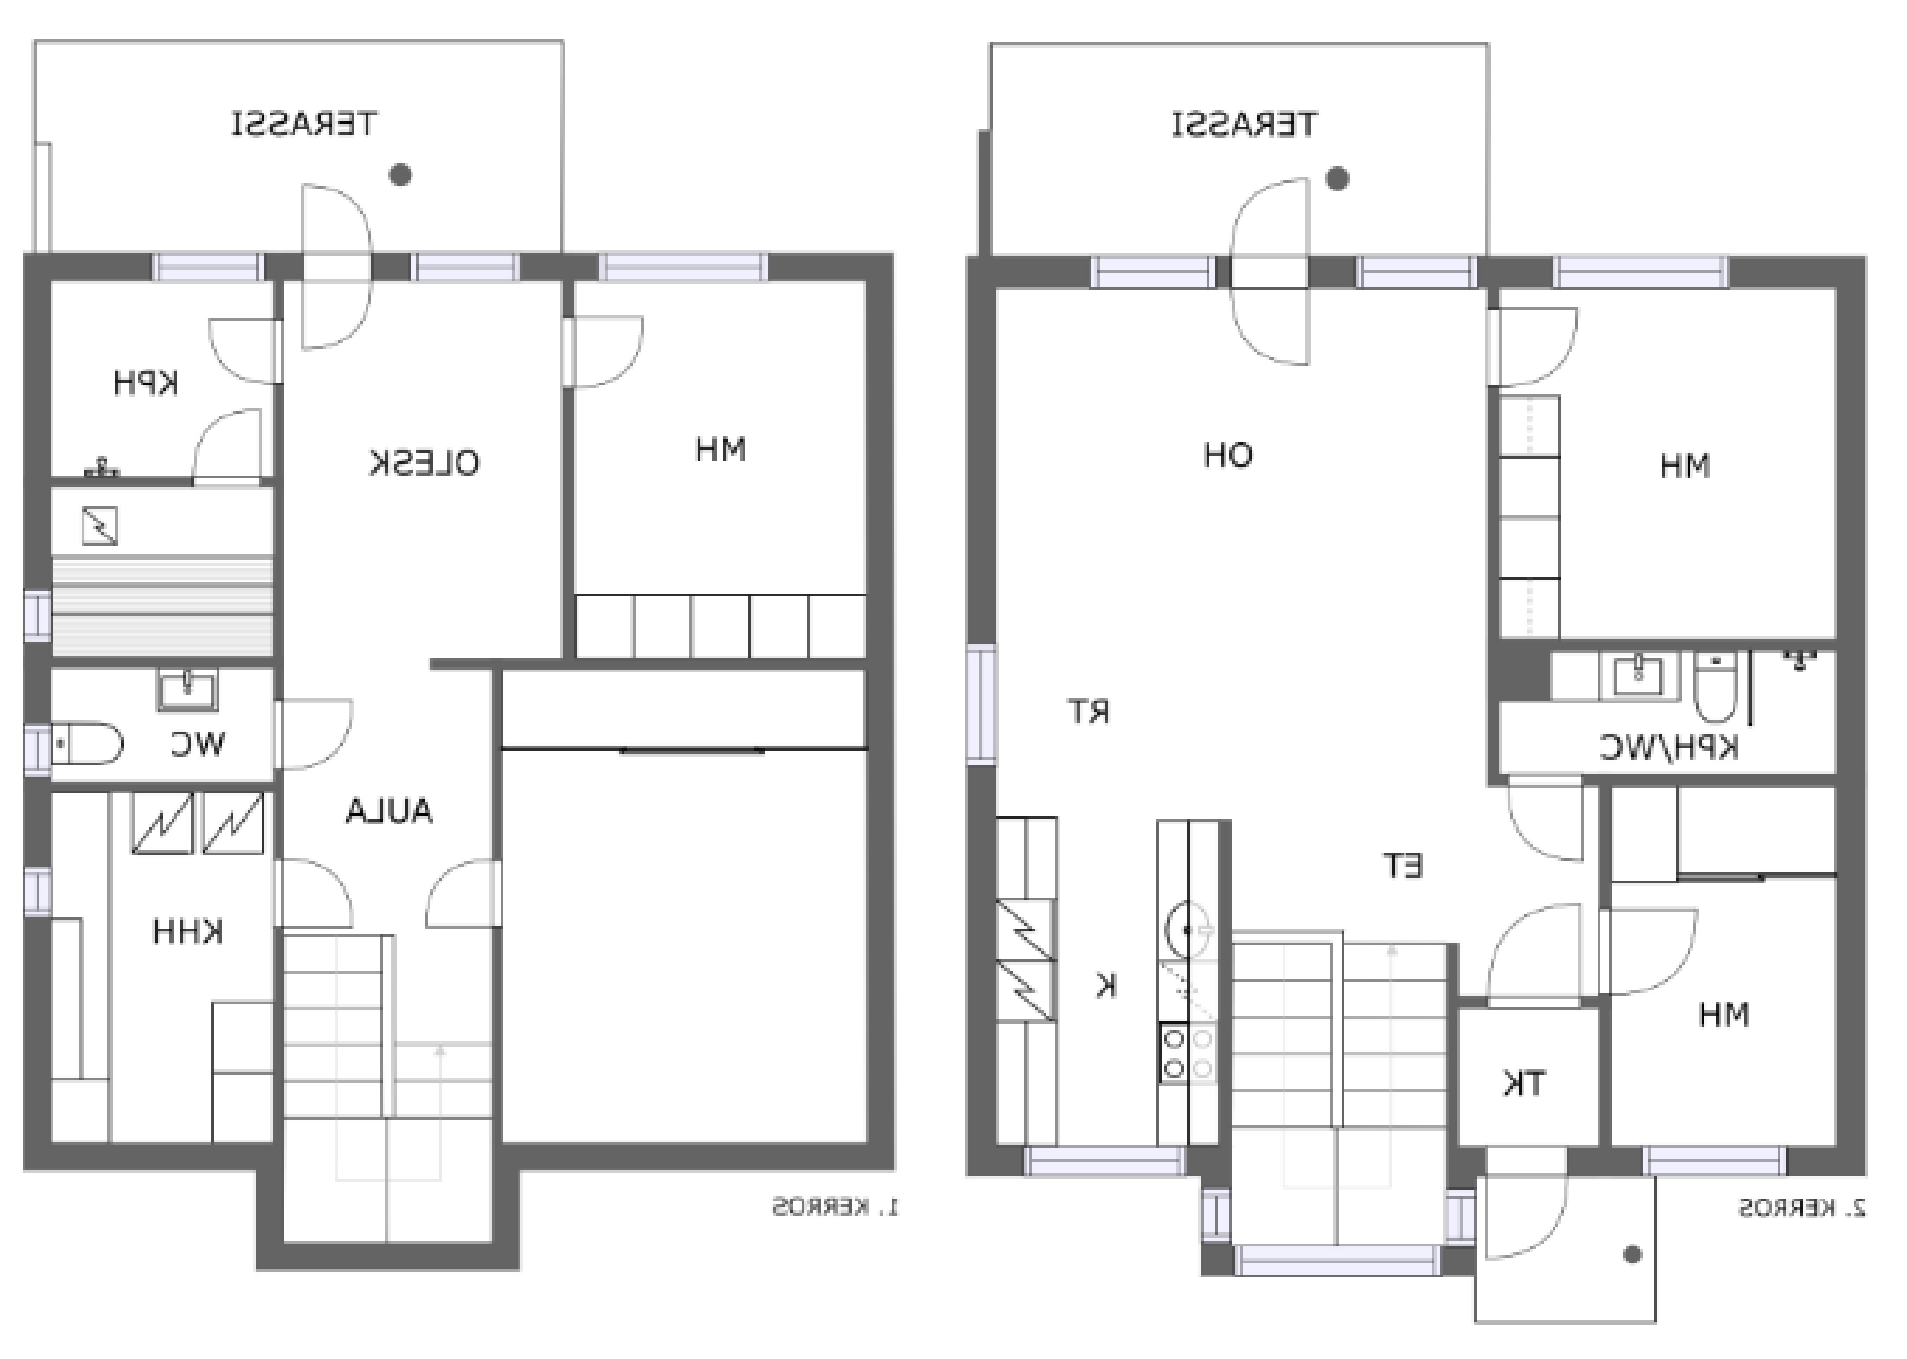 TERASSI
KPH
OLESK
MH
WC
AULA
KHH
1. KERROS
TERASSI
OH
MH
RT
KPH/WC
ET
K
MH
TK
2. KERROS